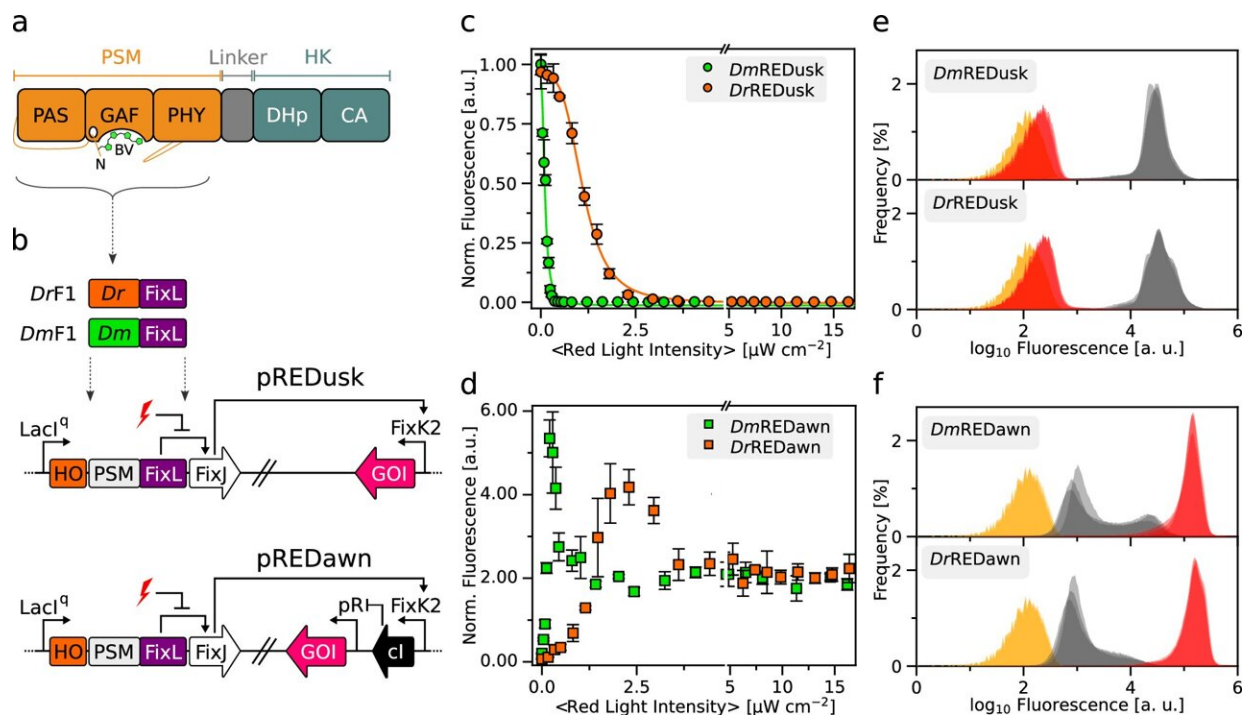 a
PSM Linker HK
PAS GAF PHY DHp CA
N BV
b
DrF1 Dr FixL
DmF1 Dm FixL
pREDusk
LacIq FixK2
HO PSM FixL FixJ GOI
pREDawn
LacIq pRI FixK2
HO PSM FixL FixJ GOI cI
c
DmREDusk
DrREDusk
Norm. Fluorescence [a.u.]
1.00
0.75
0.50
0.25
0.00
0.0 2.5 5 10 15
<Red Light Intensity> [μW cm−2]
d
DmREDawn
DrREDawn
Norm. Fluorescence [a.u.]
6.00
4.00
2.00
0.00
0.0 2.5 5 10 15
<Red Light Intensity> [μW cm−2]
e
DmREDusk
DrREDusk
Frequency [%]
2
0
2
0
0 2 4 6
log10 Fluorescence [a. u.]
f
DmREDawn
DrREDawn
Frequency [%]
2
0
2
0
0 2 4 6
log10 Fluorescence [a. u.]